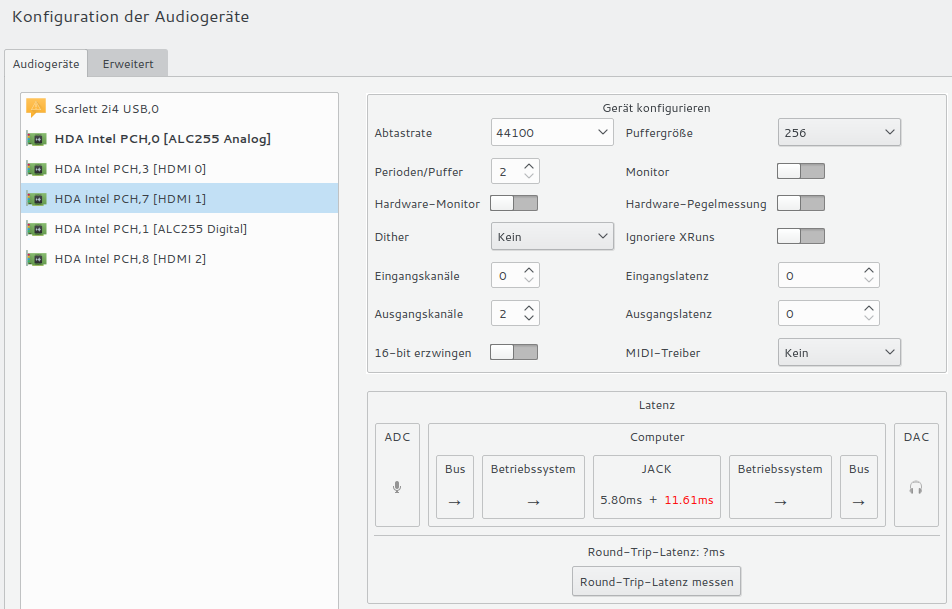 Konfiguration der Audiogeräte
Audiogeräte Erweitert
Scarlett 2i4 USB,0
HDA Intel PCH,0 [ALC255 Analog]
HDA Intel PCH,3 [HDMI 0]
HDA Intel PCH,7 [HDMI 1]
HDA Intel PCH,1 [ALC255 Digital]
HDA Intel PCH,8 [HDMI 2]
Gerät konfigurieren
Abtastrate 44100 Puffergröße 256
Perioden/Puffer 2 Monitor
Hardware-Monitor Hardware-Pegelmessung
Dither Kein Ignoriere XRuns
Eingangskanäle 0 Eingangslatenz 0
Ausgangskanäle 2 Ausgangslatenz 0
16-bit erzwingen MIDI-Treiber Kein
Latenz
ADC Computer DAC
Bus Betriebssystem JACK Betriebssystem Bus
→ → 5.80ms + 11.61ms → →
Round-Trip-Latenz: ?ms
Round-Trip-Latenz messen